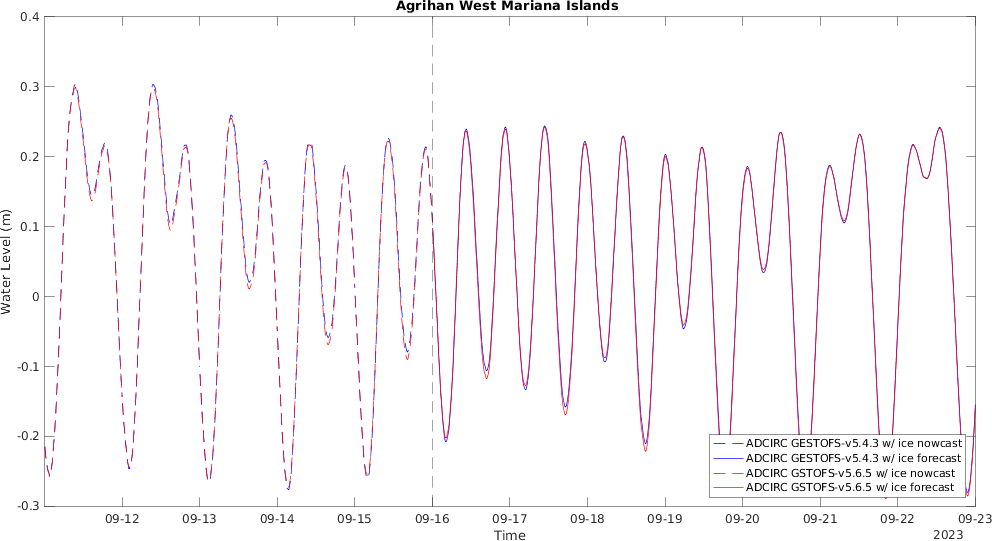 Agrihan West Mariana Islands
0.4
0.3
0.2
0.1
0
-0.1
-0.2
-0.3
Water Level (m)
ADCIRC GESTOFS-v5.4.3 w/ ice nowcast
ADCIRC GESTOFS-v5.4.3 w/ ice forecast
ADCIRC GSTOFS-v5.6.5 w/ ice nowcast
ADCIRC GSTOFS-v5.6.5 w/ ice forecast
09-12 09-13 09-14 09-15 09-16 09-17 09-18 09-19 09-20 09-21 09-22 09-23
Time
2023